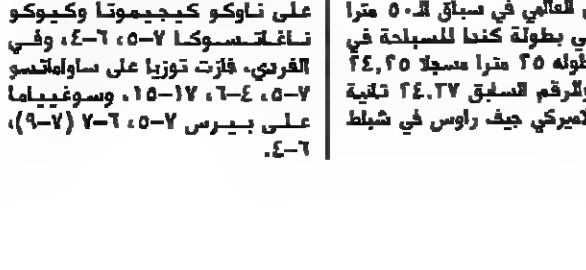 العالمي في سباق الـ٥٠ مترا
ي بطولة كندا للسباحة في
طوله ٢٥ مترا مسجلا ٢٤,٢٥
والرقم السابق ٢٤,٢٧ ثانية
لاميركي جيف راوس في شباط
على ناوكو كيجيموتا وكيوكو
ناغاتسوكا ٧-٥، ٦-٤، وفي
الفردي، فازت توزيا على ساواماتسو
٧-٥، ٤-٦، ١٧-١٥، وسوغيياما
على بيرس ٧-٥، ٦-٧ (٧-٩)،
٦-٤.